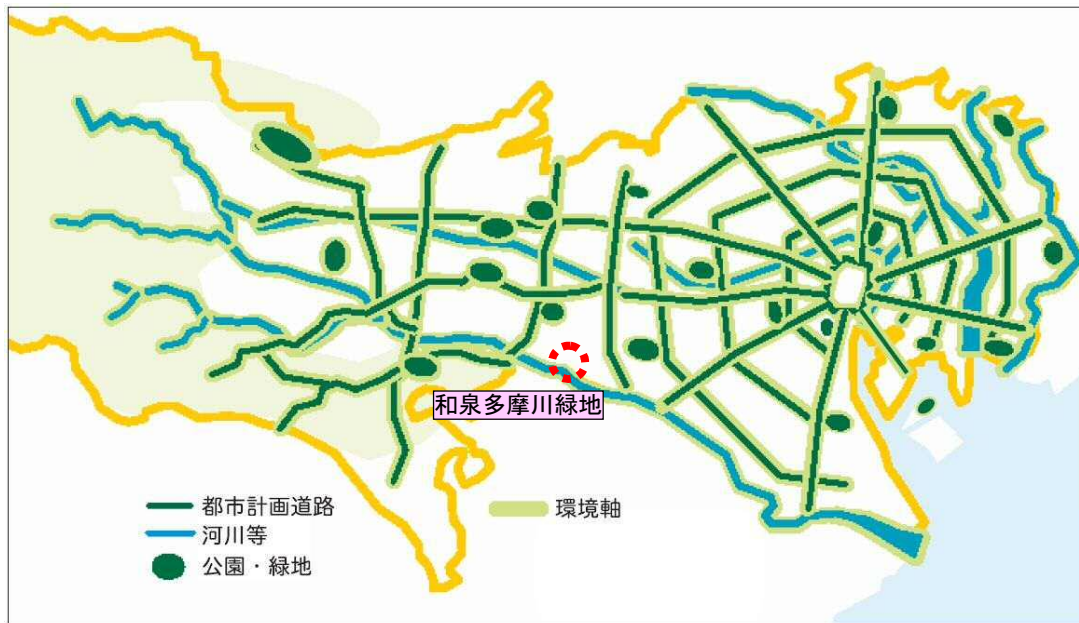 和泉多摩川緑地
都市計画道路
環境軸
河川等
公園・緑地